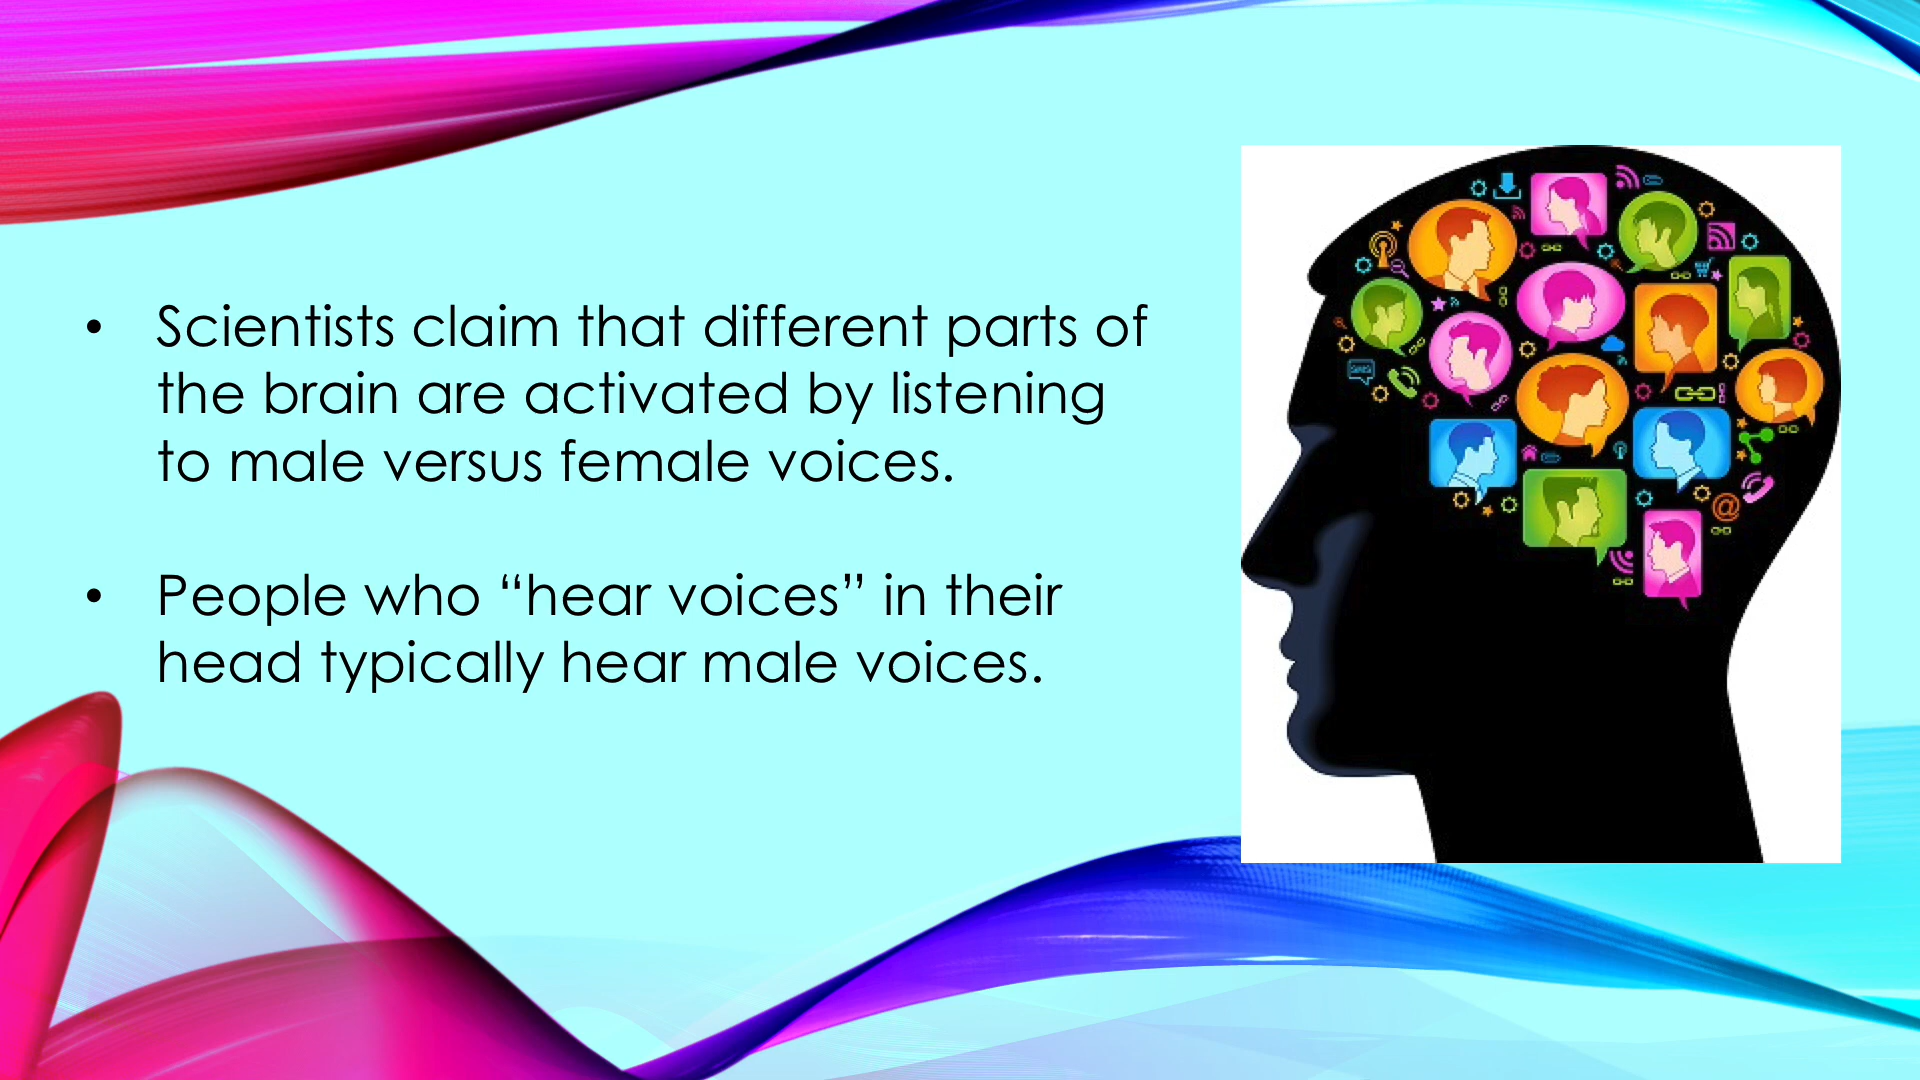 • Scientists claim that different parts of
the brain are activated by listening
to male versus female voices.
• People who “hear voices” in their
head typically hear male voices.
@